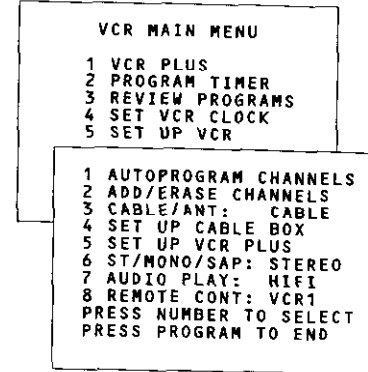 VCR MAIN MENU
1 VCR PLUS
2 PROGRAM TIMER
3 REVIEW PROGRAMS
4 SET VCR CLOCK
5 SET UP VCR
1 AUTOPROGRAM CHANNELS
2 ADD/ERASE CHANNELS
3 CABLE/ANT: CABLE
4 SET UP CABLE BOX
5 SET UP VCR PLUS
6 ST/MONO/SAP: STEREO
7 AUDIO PLAY: HIFI
8 REMOTE CONT: VCR1
PRESS NUMBER TO SELECT
PRESS PROGRAM TO END